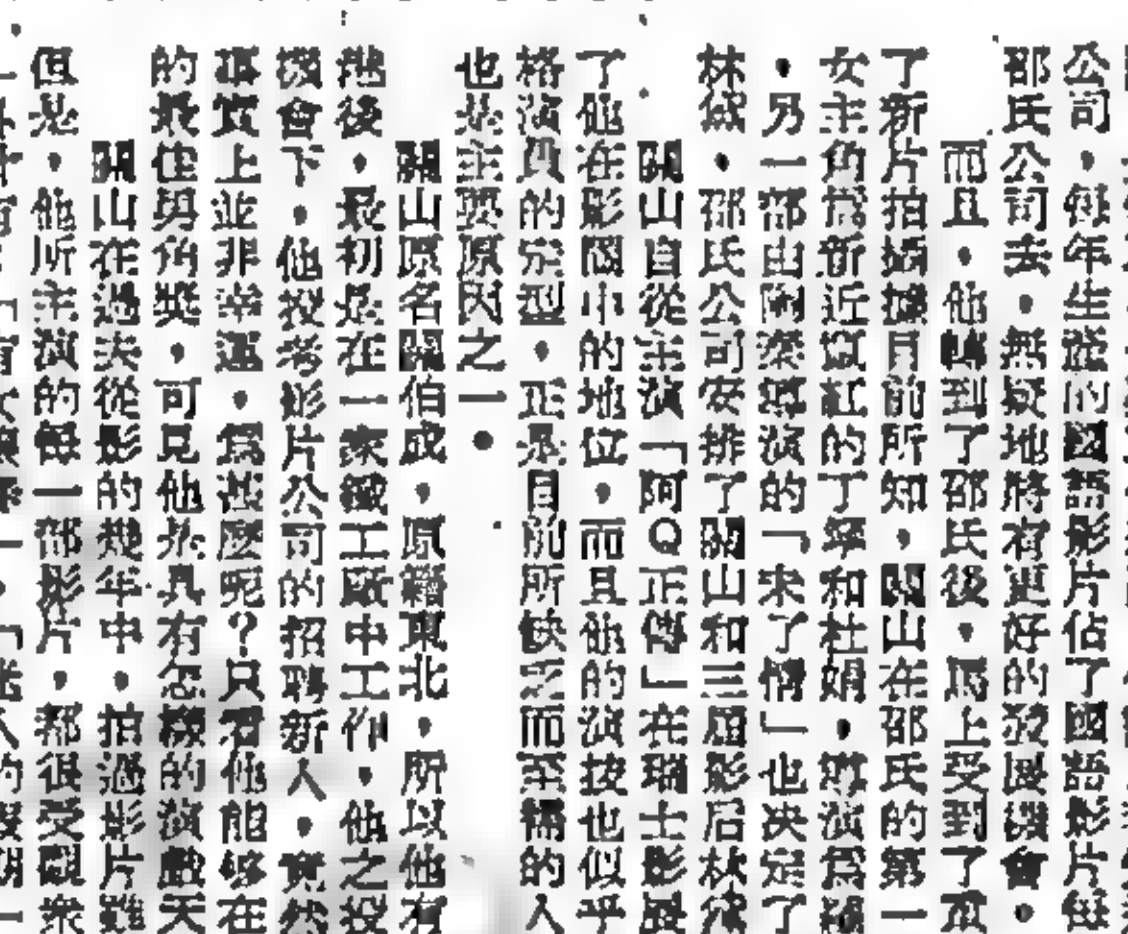 公司，每年生產的國語影片佔了國語影片每
邵氏公司去。無疑地將有更好的發展機會。
而且。他轉到了邵氏後。馬上受到了重
了新片拍攝據目前所知，關山在邵氏的第一
女主角當新近竄紅的丁寧和杜娟。導演爲
。另一部由陶秦導演的「未了情」也决定了
林黛。邵氏公司安排了關山和三屆影后林黛
關山自從主演「阿Q正傳」在瑞士影展
了他在影圈中的地位。而且他的演技也似乎
格演員的定型。正是目前所缺乏而至需的人
也是主要原因之一。
關山原名關伯成。原籍東北，所以他有
港後。最初是在一家織工廠中工作。他之投
機會下。他投考影片公司的招聘新人。竟然
事實上並非幸運。爲甚麼呢？只看他能够在
的最佳男角獎。可見他是具有怎樣的演戲天
關山在過去從影的幾年中。拍過影片雖
但是。他所主演的每一部影片，都很受觀衆